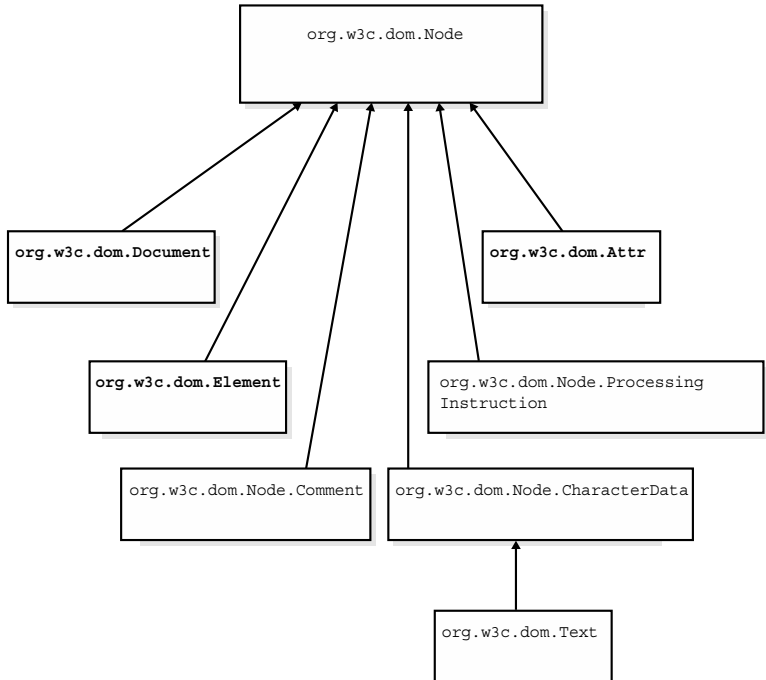 org.w3c.dom.Node
org.w3c.dom.Document
org.w3c.dom.Attr
org.w3c.dom.Element
org.w3c.dom.Node.Processing
Instruction
org.w3c.dom.Node.Comment
org.w3c.dom.Node.CharacterData
org.w3c.dom.Text